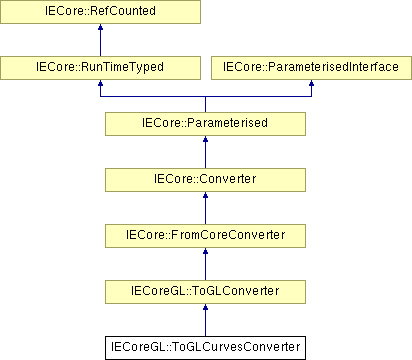 IECore::RefCounted
IECore::RunTimeTyped
IECore::ParameterisedInterface
IECore::Parameterised
IECore::Converter
IECore::FromCoreConverter
IECoreGL::ToGLConverter
IECoreGL::ToGLCurvesConverter